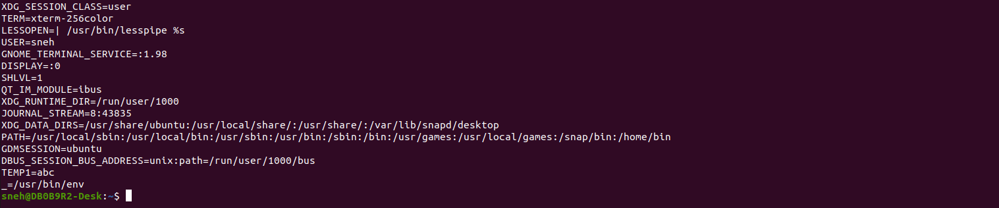 XDG_SESSION_CLASS=user
TERM=xterm-256color
LESSOPEN=| /usr/bin/lesspipe %s
USER=sneh
GNOME_TERMINAL_SERVICE=:1.98
DISPLAY=:0
SHLVL=1
QT_IM_MODULE=ibus
XDG_RUNTIME_DIR=/run/user/1000
JOURNAL_STREAM=8:43835
XDG_DATA_DIRS=/usr/share/ubuntu:/usr/local/share/:/usr/share/:/var/lib/snapd/desktop
PATH=/usr/local/sbin:/usr/local/bin:/usr/sbin:/usr/bin:/sbin:/bin:/usr/games:/usr/local/games:/snap/bin:/home/bin
GDMSESSION=ubuntu
DBUS_SESSION_BUS_ADDRESS=unix:path=/run/user/1000/bus
TEMP1=abc
_=/usr/bin/env
sneh@DB0B9R2-Desk:~$